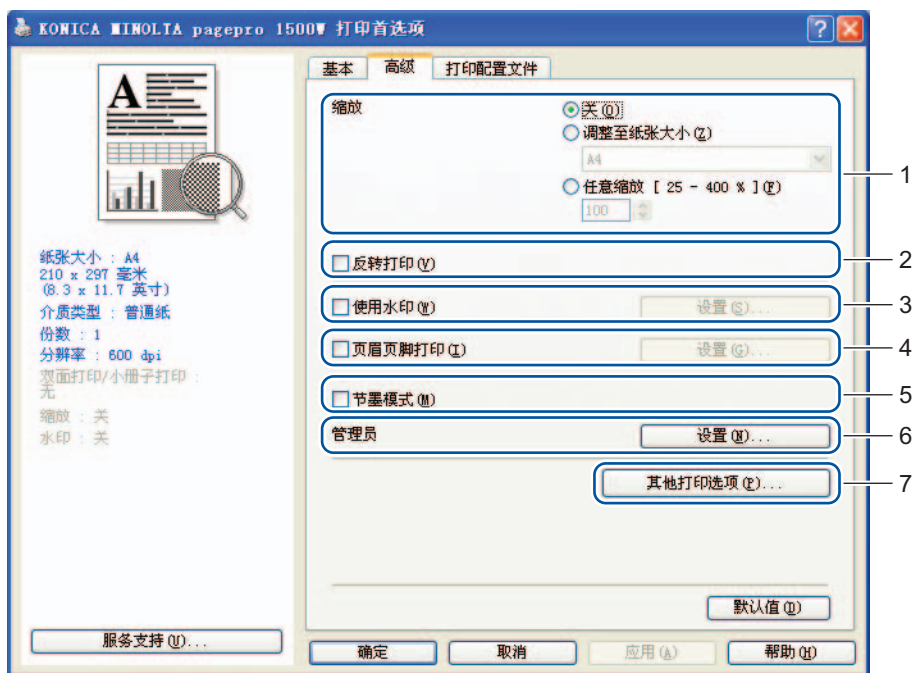 KONICA MINOLTA pagepro 1500W 打印首选项
基本 高级 打印配置文件
缩放
关(O)
调整至纸张大小(Z)
A4
任意缩放 [ 25 - 400 % ](F)
100
1
反转打印(V)
2
使用水印(W) 设置(S)...
3
页眉页脚打印(I) 设置(G)...
4
节墨模式(M)
5
管理员 设置(N)...
6
其他打印选项(P)...
7
默认值(D)
A
纸张大小 : A4
210 x 297 毫米
(8.3 x 11.7 英寸)
介质类型 : 普通纸
份数 : 1
分辨率 : 600 dpi
双面打印/小册子打印 :
无
缩放 : 关
水印 : 关
服务支持(U)...
确定 取消 应用(A) 帮助(H)